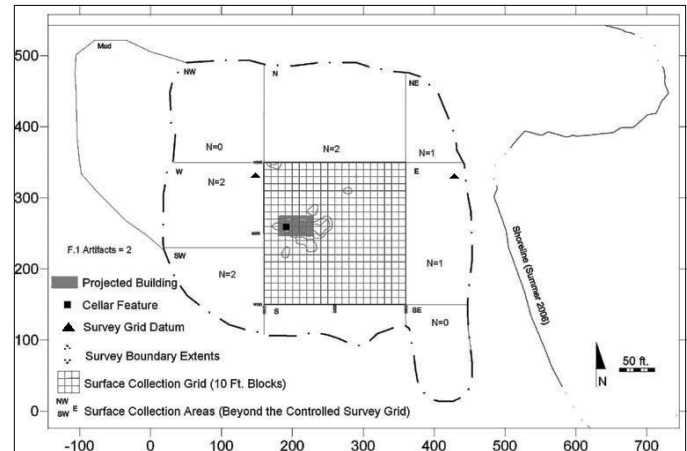 500
400
300
200
100
0
Mud
NW
N
NE
N=0
N=2
N=1
W
N=2
E
F.1 Artifacts = 2
SW
N=2
N=1
Projected Building
Cellar Feature
S
SE
N=0
Survey Grid Datum
Survey Boundary Extents
Surface Collection Grid (10 Ft. Blocks)
NW
SW E Surface Collection Areas (Beyond the Controlled Survey Grid)
Shoreline (Summer 2006)
N
50 ft.
-100 0 100 200 300 400 500 600 700